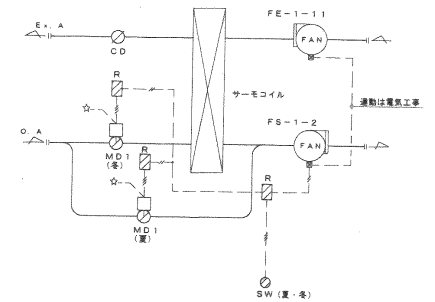 Ex. A
CD
FE-1-11
FAN
R
サーモコイル
連動は電気工事
FS-1-2
O. A
FAN
MD1
(冬)
R
R
MD1
(夏)
SW (夏・冬)